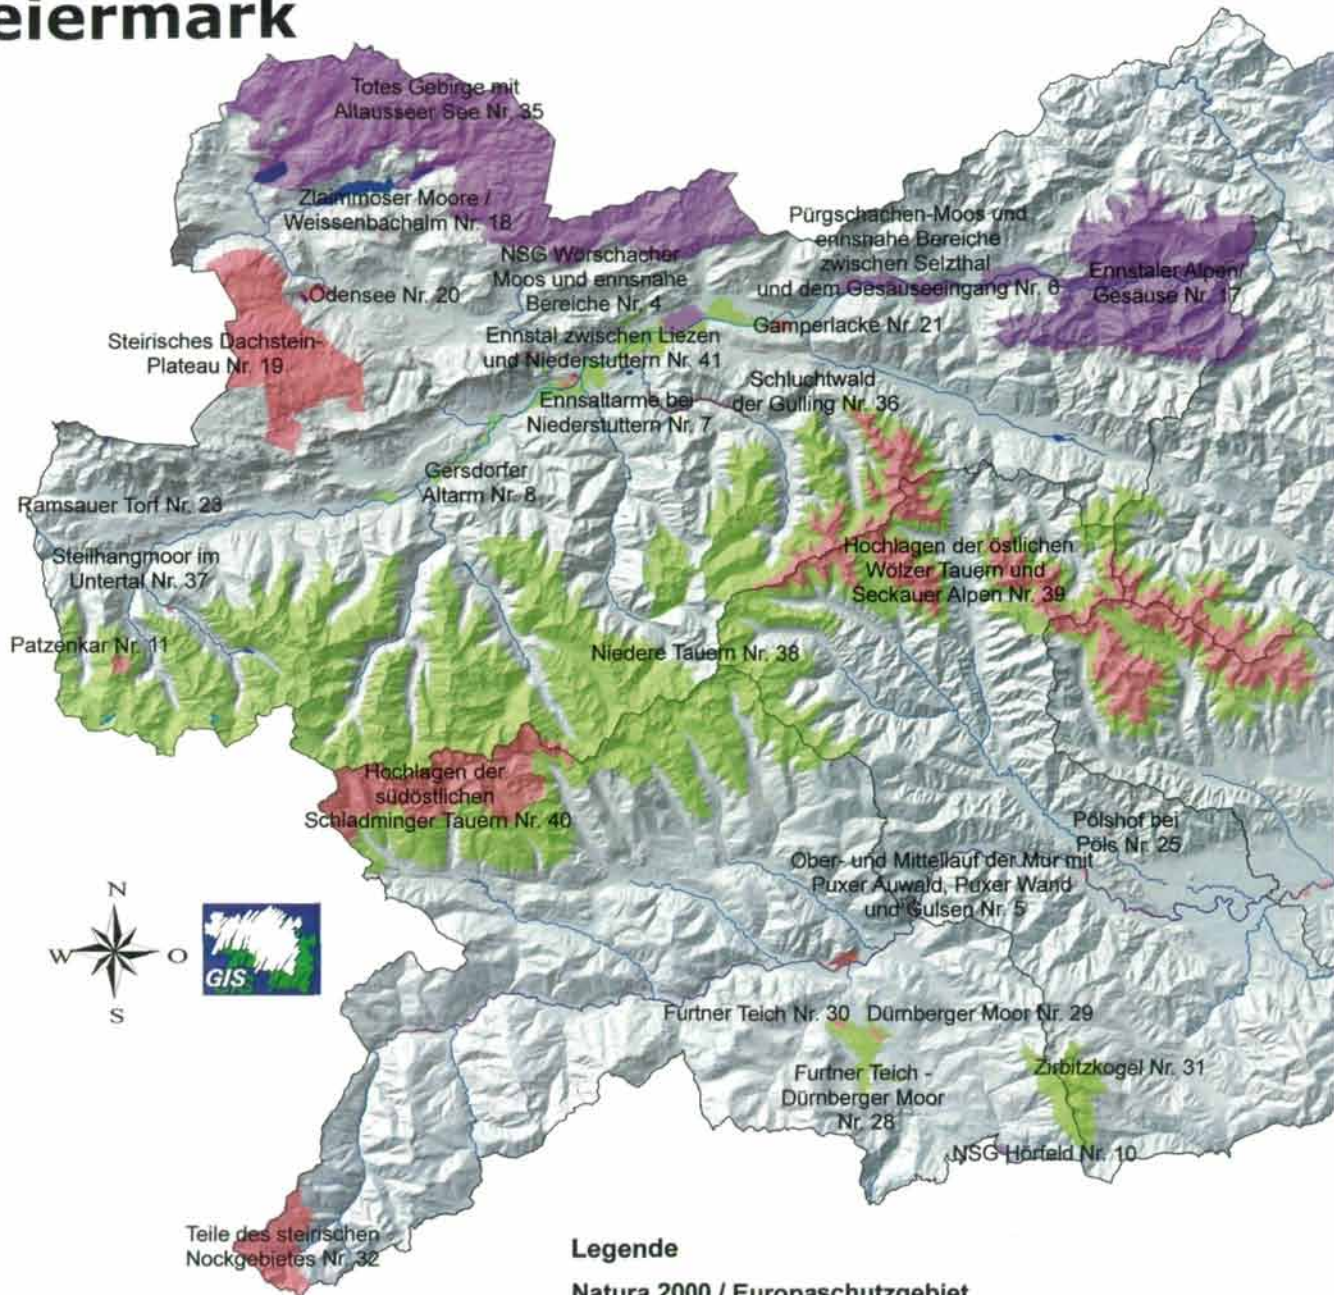 eiermark
Totes Gebirge mit
Altausseer See Nr. 35
Zlaimmöser Moore /
Weissenbachalm Nr. 18
Pürgschachen-Moos und
ennsnahe Bereiche
zwischen Selzthal
und dem Gesäuseeingang Nr. 6
NSG Wörschacher
Moos und ennsnahe
Bereiche Nr. 4
Ennstaler Alpen/
Gesäuse Nr. 17
Ödensee Nr. 20
Gamperlacke Nr. 21
Steirisches Dachstein-
Plateau Nr. 19
Ennstal zwischen Liezen
und Niederstuttern Nr. 41
Schluchtwald
der Gulling Nr. 36
Ennsaltarme bei
Niederstuttern Nr. 7
Gersdorfer
Altarm Nr. 8
Ramsauer Torf Nr. 23
Steilhangmoor im
Untertal Nr. 37
Hochlagen der östlichen
Wölzer Tauern und
Seckauer Alpen Nr. 39
Patzenkar Nr. 11
Niedere Tauern Nr. 38
Hochlagen der
südöstlichen
Schladminger Tauern Nr. 40
Pölshof bei
Pöls Nr. 25
Ober- und Mittellauf der Mur mit
Puxer Auwald, Puxer Wand
und Gulsen Nr. 5
N
W
O
S
GIS
Furtner Teich Nr. 30 Dürnberger Moor Nr. 29
Furtner Teich -
Dürnberger Moor
Nr. 28
Zirbitzkogel Nr. 31
NSG Hörfeld Nr. 10
Teile des steirischen
Nockgebietes Nr. 32
Legende
Natura 2000 / Europaschutzgebiet